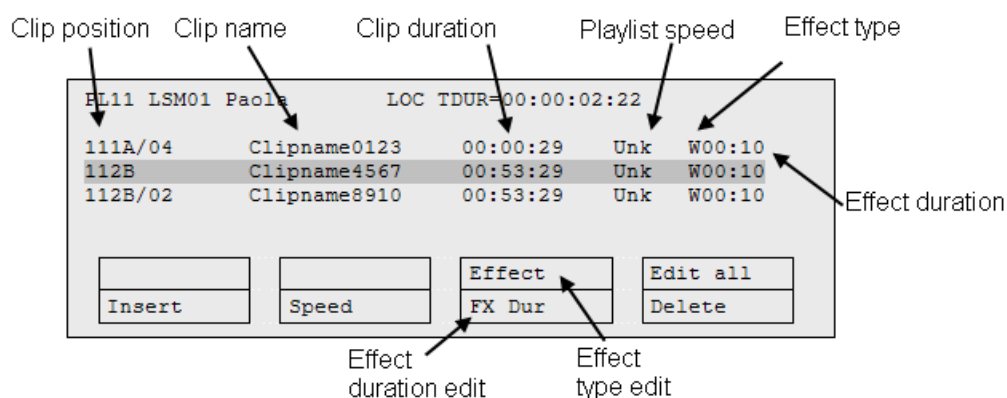 Clip position Clip name Clip duration Playlist speed Effect type
PL11 LSM01 Paola LOC TDUR=00:00:02:22
111A/04 Clipname0123 00:00:29 Unk W00:10
112B Clipname4567 00:53:29 Unk W00:10
112B/02 Clipname8910 00:53:29 Unk W00:10
Effect duration
Effect Edit all
Insert Speed FX Dur Delete
Effect duration edit
Effect type edit